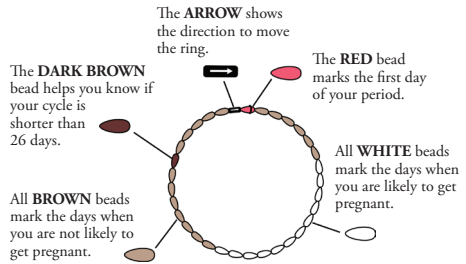 The ARROW shows
the direction to move
the ring.
The RED bead
marks the first day
of your period.
The DARK BROWN
bead helps you know if
your cycle is
shorter than
26 days.
All WHITE beads
mark the days when
you are likely to get
pregnant.
All BROWN beads
mark the days when
you are not likely to
get pregnant.